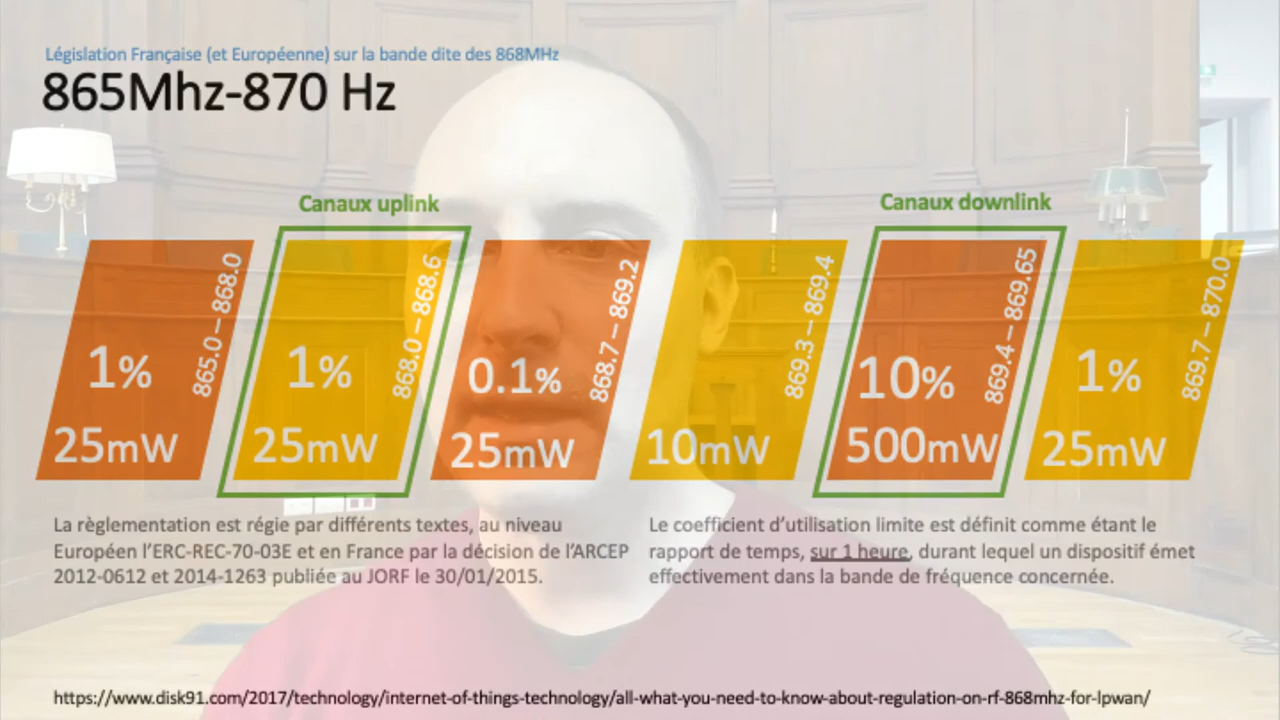 Législation Française (et Européenne) sur la bande dite des 868MHz
865Mhz-870 Hz
Canaux uplink
Canaux downlink
1%
25mW
865.0 – 868.0
1%
25mW
868.0 – 868.6
0.1%
25mW
868.7 – 869.2
10mW
869.3 – 869.4
10%
500mW
869.4 – 869.65
1%
25mW
869.7 – 870.0
La règlementation est régie par différents textes, au niveau
Européen l’ERC-REC-70-03E et en France par la décision de l’ARCEP
2012-0612 et 2014-1263 publiée au JORF le 30/01/2015.
Le coefficient d’utilisation limite est définit comme étant le
rapport de temps, sur 1 heure, durant lequel un dispositif émet
effectivement dans la bande de fréquence concernée.
https://www.disk91.com/2017/technology/internet-of-things-technology/all-what-you-need-to-know-about-regulation-on-rf-868mhz-for-lpwan/